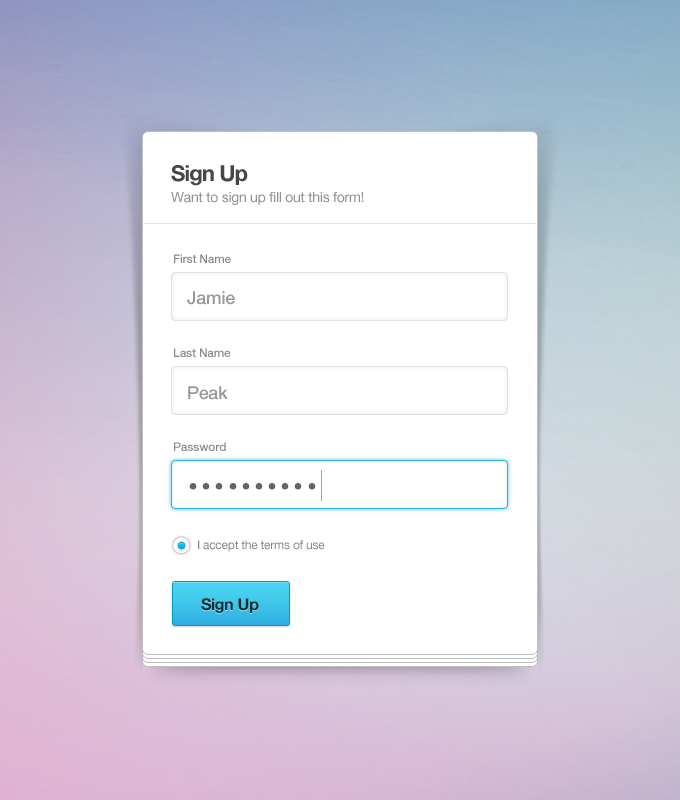 Sign Up
Want to sign up fill out this form!
First Name
Jamie
Last Name
Peak
Password
••••••••••
I accept the terms of use
Sign Up